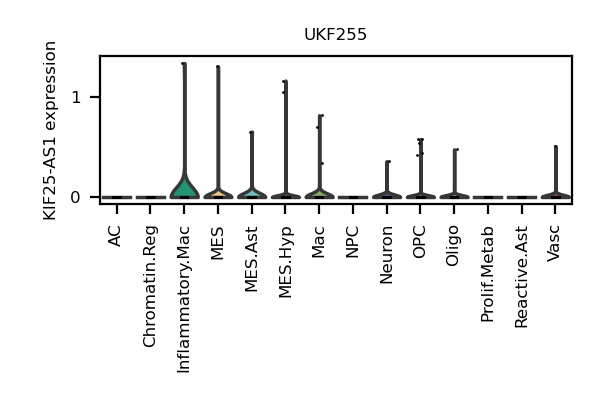 UKF255
KIF25-AS1 expression
1
0
AC
Chromatin.Reg
Inflammatory.Mac
MES
MES.Ast
MES.Hyp
Mac
NPC
Neuron
OPC
Oligo
Prolif.Metab
Reactive.Ast
Vasc